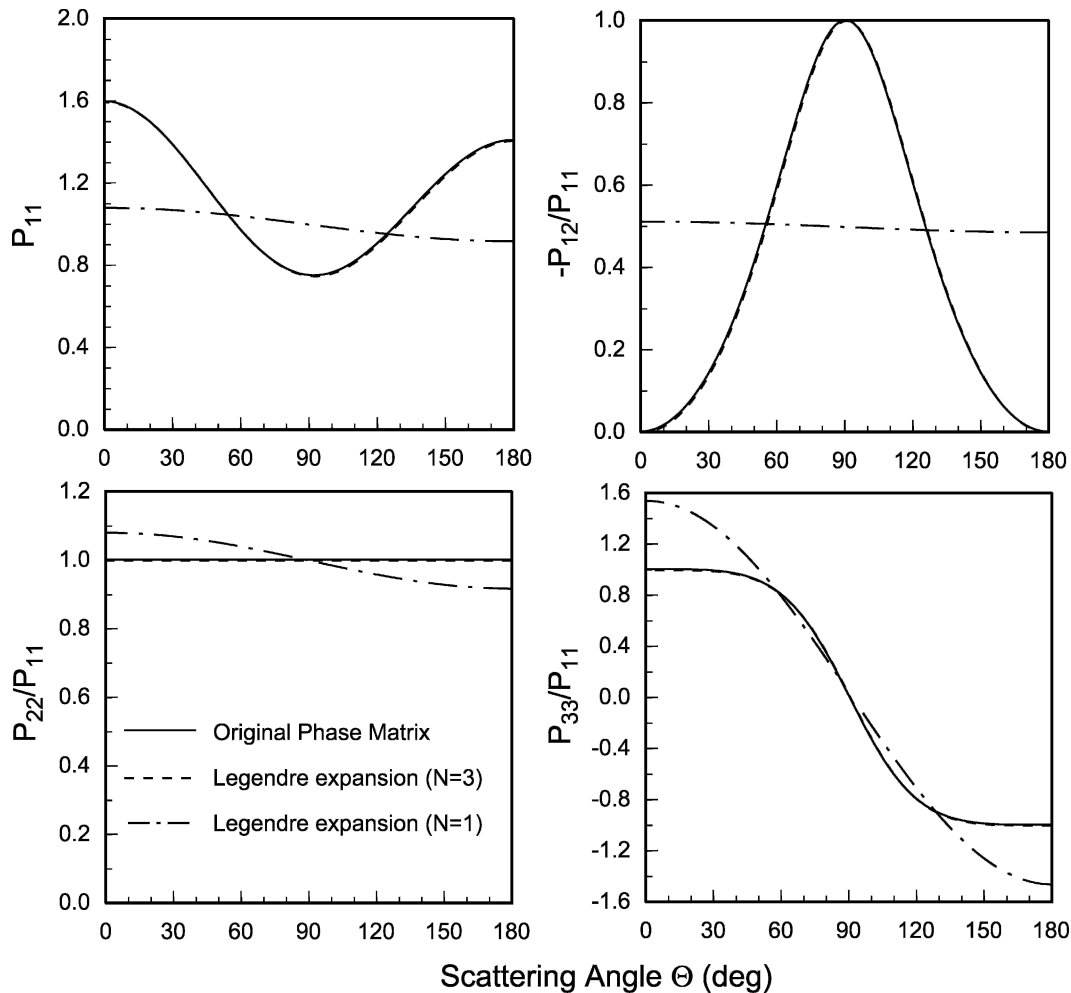 2.0
1.6
1.2
0.8
0.4
0.0
P11
0 30 60 90 120 150 180
1.0
0.8
0.6
0.4
0.2
0.0
-P12/P11
0 30 60 90 120 150 180
1.2
1.0
0.8
0.6
0.4
0.2
0.0
P22/P11
Original Phase Matrix
Legendre expansion (N=3)
Legendre expansion (N=1)
0 30 60 90 120 150 180
1.6
1.2
0.8
0.4
0.0
-0.4
-0.8
-1.2
-1.6
P33/P11
0 30 60 90 120 150 180
Scattering Angle Θ (deg)